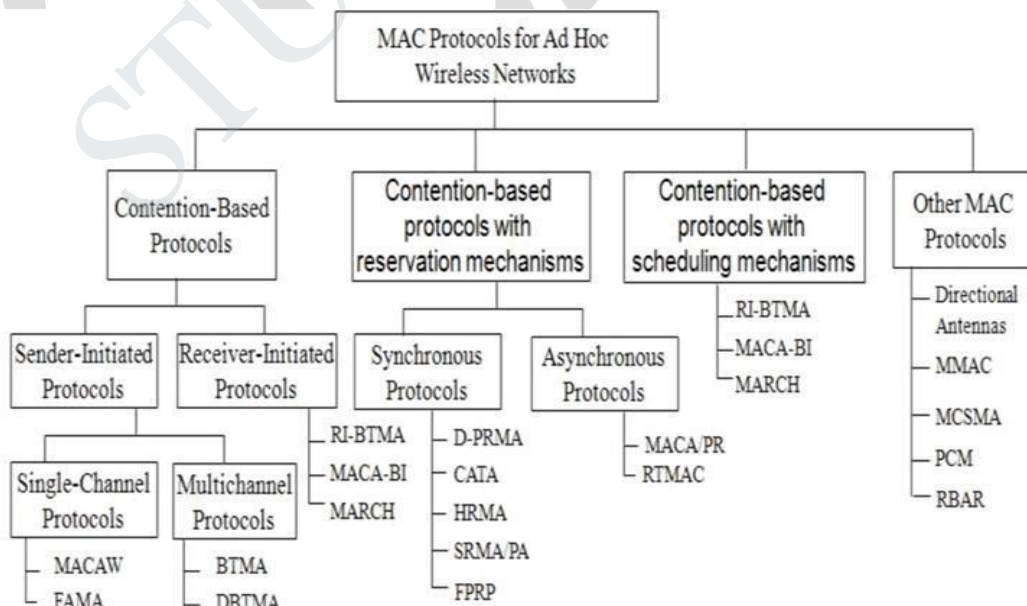 STU
MAC Protocols for Ad Hoc
Wireless Networks
Contention-Based
Protocols
Contention-based
protocols with
reservation mechanisms
Contention-based
protocols with
scheduling mechanisms
Other MAC
Protocols
Sender-Initiated
Protocols
Receiver-Initiated
Protocols
Synchronous
Protocols
Asynchronous
Protocols
RI-BTMA
MACA-BI
MARCH
Directional
Antennas
MMAC
MCSMA
PCM
RBAR
Single-Channel
Protocols
Multichannel
Protocols
RI-BTMA
MACA-BI
MARCH
D-PRMA
CATA
HRMA
SRMA/PA
FPRP
MACA/PR
RTMAC
MACAW
FAMA
BTMA
DBTMA